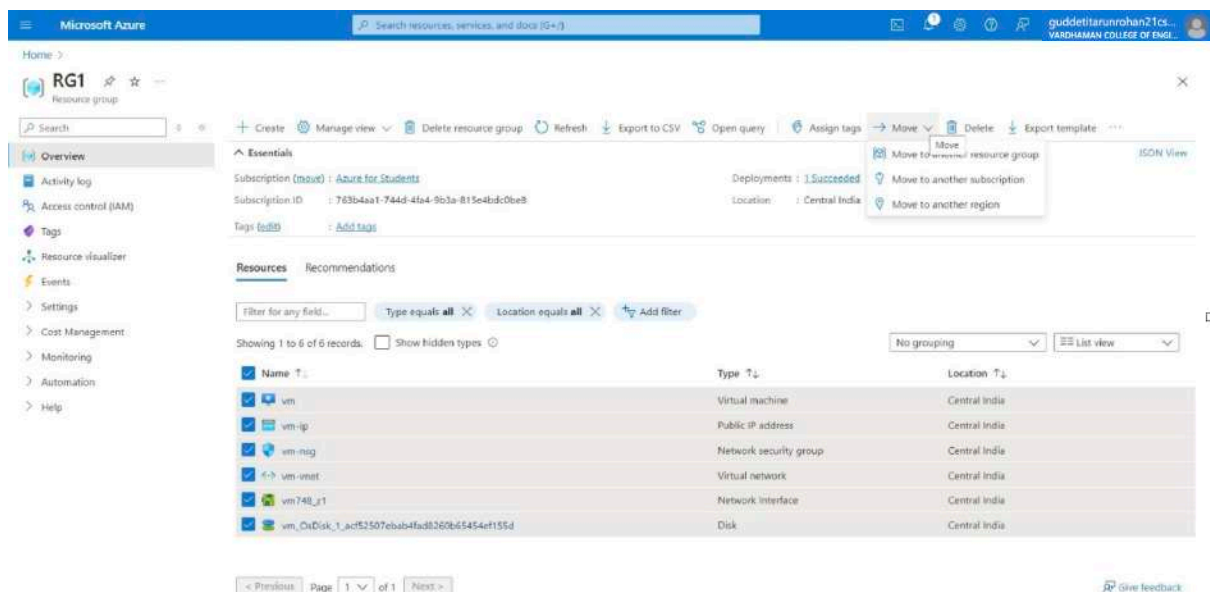 Microsoft Azure
Search resources, services, and docs (G+/)
1
guddetitarunrohan21cs...
VARDHAMAN COLLEGE OF ENGI...
Home >
RG1
Resource group
Search
+ Create Manage view Delete resource group Refresh Export to CSV Open query Assign tags Move Delete Export template ...
Move
Overview
Activity log
Access control (IAM)
Tags
Resource visualizer
Events
Settings
Cost Management
Monitoring
Automation
Help
Essentials
JSON View
Subscription (move) : Azure for Students
Subscription ID : 763b4aa1-744d-4fa4-9b3a-815e4bdc0be8
Tags (edit) : Add tags
Deployments : 1 Succeeded
Location : Central India
Move to another resource group
Move to another subscription
Move to another region
Resources Recommendations
Filter for any field... Type equals all Location equals all Add filter
Showing 1 to 6 of 6 records. Show hidden types
No grouping List view
Name Type Location
vm Virtual machine Central India
vm-ip Public IP address Central India
vm-nsg Network security group Central India
vm-vnet Virtual network Central India
vm748_z1 Network Interface Central India
vm_OsDisk_1_acf52507ebab4fad8260b65454ef155d Disk Central India
< Previous Page 1 of 1 Next >
Give feedback